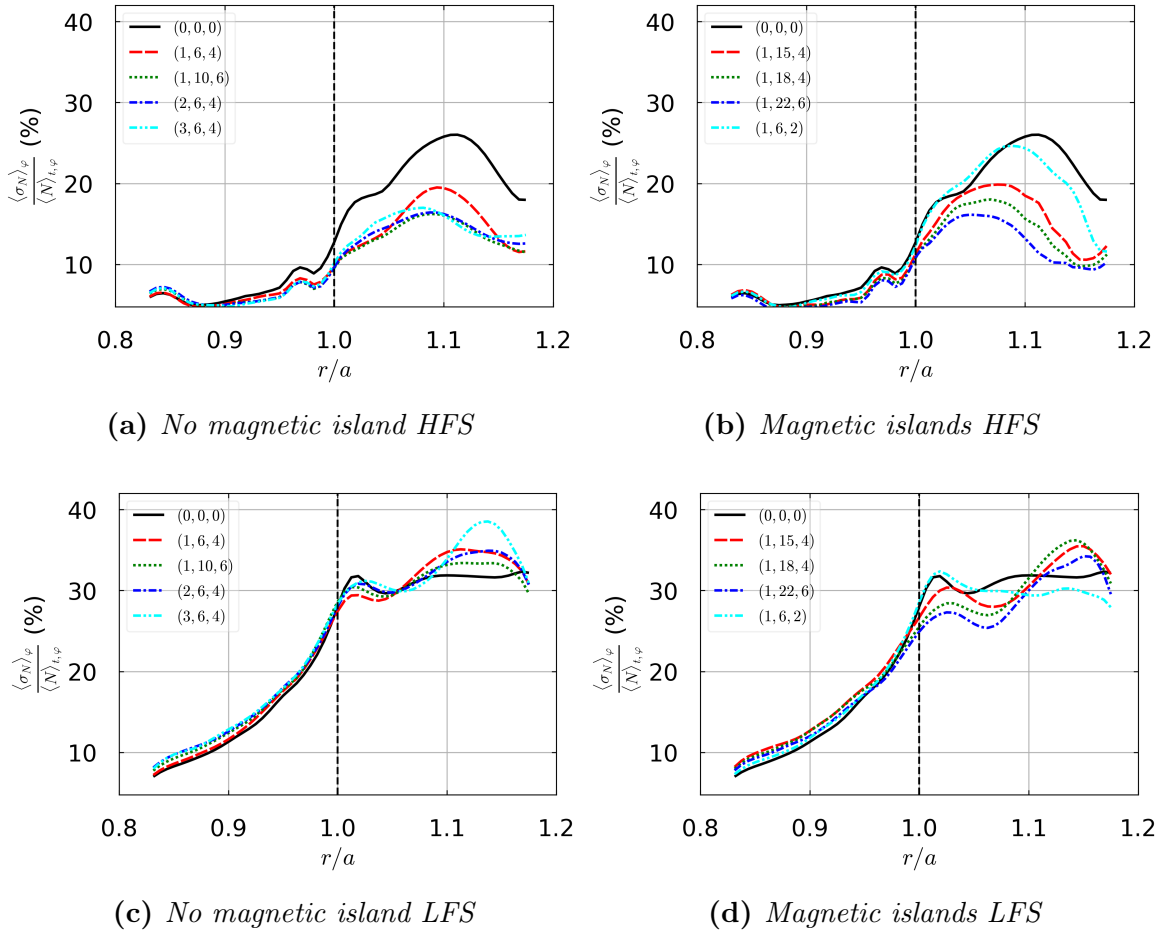 40
30
20
10
0.8 0.9 1.0 1.1 1.2
r/a
⟨σ_N⟩_φ / ⟨N⟩_{t,φ} (%)
(0, 0, 0)
(1, 6, 4)
(1, 10, 6)
(2, 6, 4)
(3, 6, 4)
(a) No magnetic island HFS
40
30
20
10
0.8 0.9 1.0 1.1 1.2
r/a
⟨σ_N⟩_φ / ⟨N⟩_{t,φ} (%)
(0, 0, 0)
(1, 15, 4)
(1, 18, 4)
(1, 22, 6)
(1, 6, 2)
(b) Magnetic islands HFS
40
30
20
10
0.8 0.9 1.0 1.1 1.2
r/a
⟨σ_N⟩_φ / ⟨N⟩_{t,φ} (%)
(0, 0, 0)
(1, 6, 4)
(1, 10, 6)
(2, 6, 4)
(3, 6, 4)
(c) No magnetic island LFS
40
30
20
10
0.8 0.9 1.0 1.1 1.2
r/a
⟨σ_N⟩_φ / ⟨N⟩_{t,φ} (%)
(0, 0, 0)
(1, 15, 4)
(1, 18, 4)
(1, 22, 6)
(1, 6, 2)
(d) Magnetic islands LFS